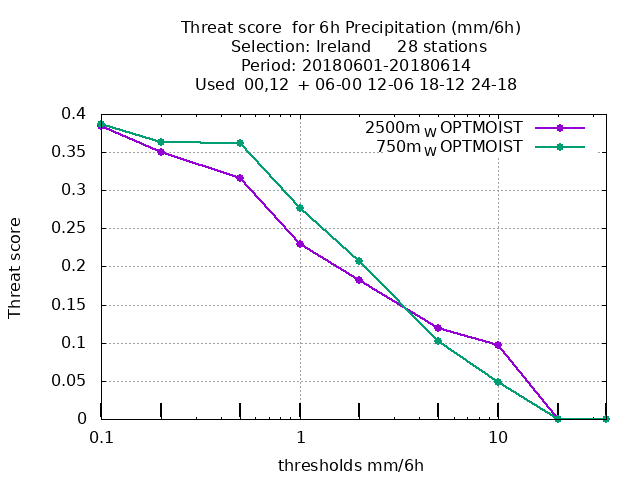 Threat score  for 6h Precipitation (mm/6h)
Selection: Ireland     28 stations
Period: 20180601-20180614
Used  00,12  + 06-00 12-06 18-12 24-18
2500m_W OPTMOIST
750m_W OPTMOIST
Threat score
0.4
0.35
0.3
0.25
0.2
0.15
0.1
0.05
0
0.1 1 10
thresholds mm/6h